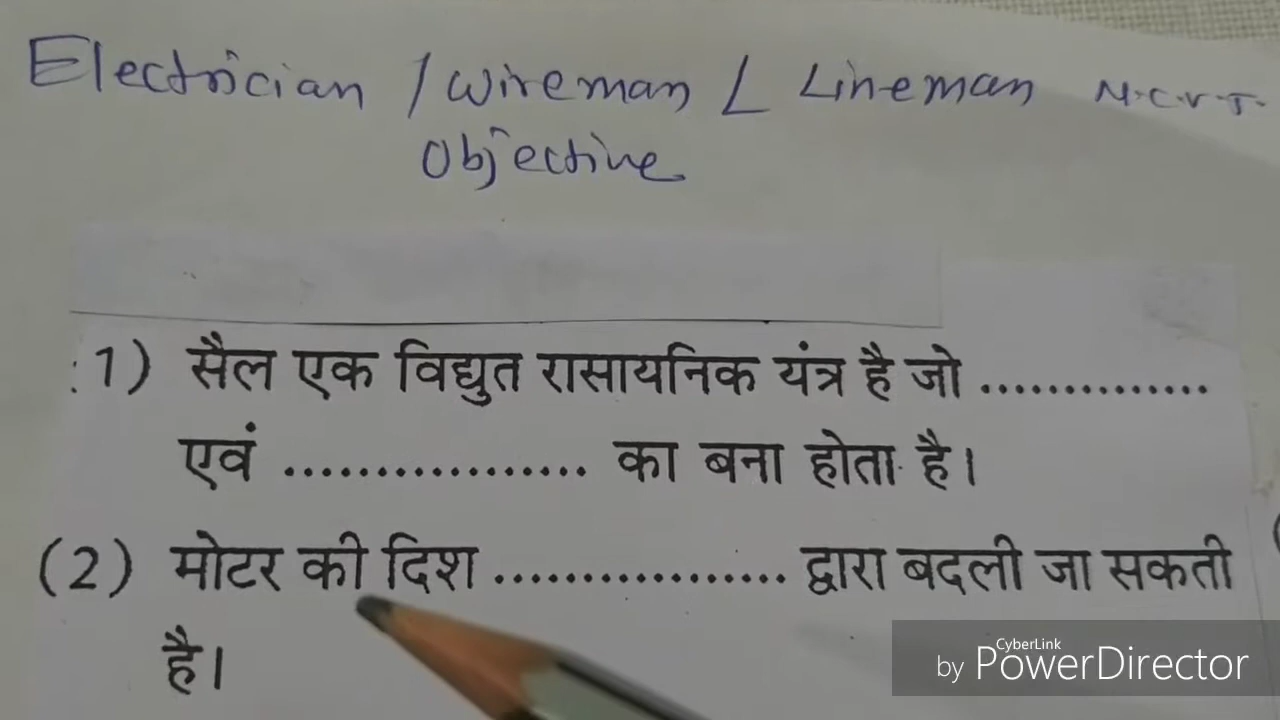 Electrician / Wireman / Lineman N.C.V.T.
Objective
:1) सैल एक विद्युत रासायनिक यंत्र है जो ..............
एवं ................. का बना होता है।
(2) मोटर की दिश ................. द्वारा बदली जा सकती
है।
CyberLink
by PowerDirector